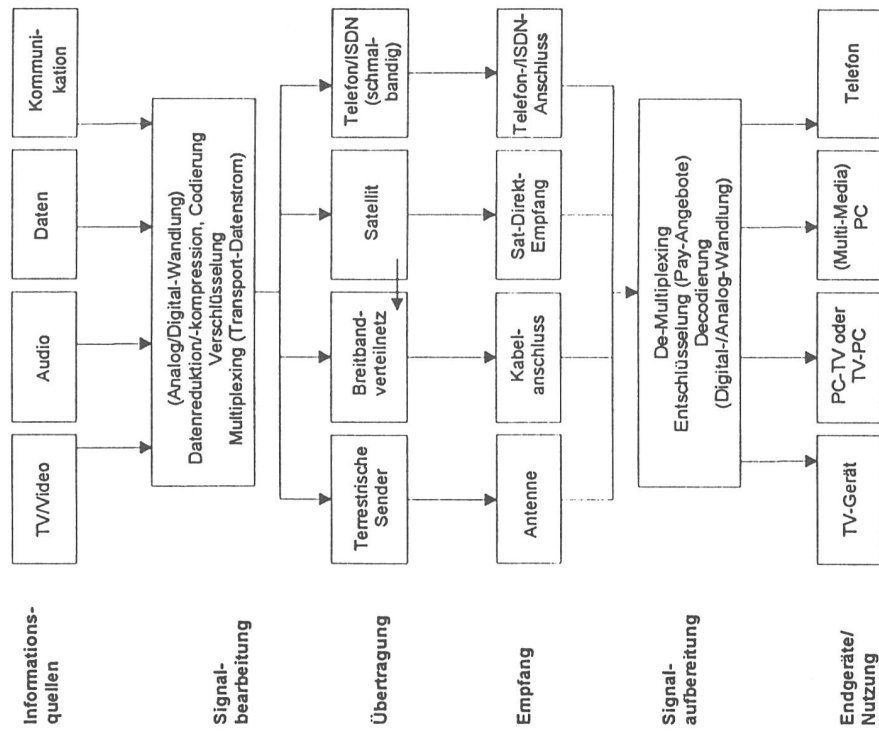 Informations-
quellen
TV/Video
Audio
Daten
Kommuni-
kation
Signal-
bearbeitung
(Analog/Digital-Wandlung)
Datenreduktion/-kompression, Codierung
Verschlüsselung
Multiplexing (Transport-Datenstrom)
Übertragung
Terrestrische
Sender
Breitband-
verteilnetz
Satellit
Telefon/ISDN
(schmal-
bandig)
Empfang
Antenne
Kabel-
anschluss
Sat-Direkt-
Empfang
Telefon-/ISDN-
Anschluss
Signal-
aufbereitung
De-Multiplexing
Entschlüsselung (Pay-Angebote)
Decodierung
(Digital-/Analog-Wandlung)
Endgeräte/
Nutzung
TV-Gerät
PC-TV oder
TV-PC
(Multi-Media)
PC
Telefon